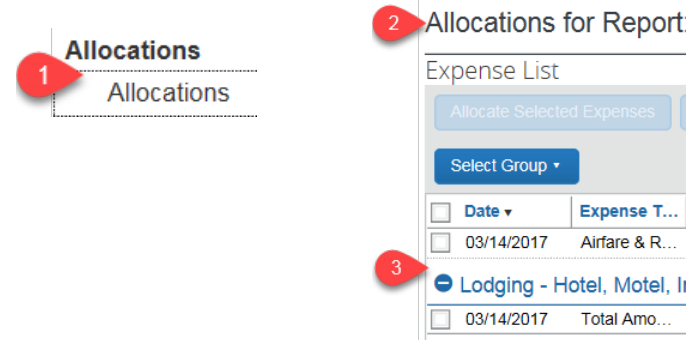 Allocations
1
Allocations
2
Allocations for Report:
Expense List
Allocate Selected Expenses
Select Group
Date Expense T...
03/14/2017 Airfare & R...
3
Lodging - Hotel, Motel, In
03/14/2017 Total Amo...